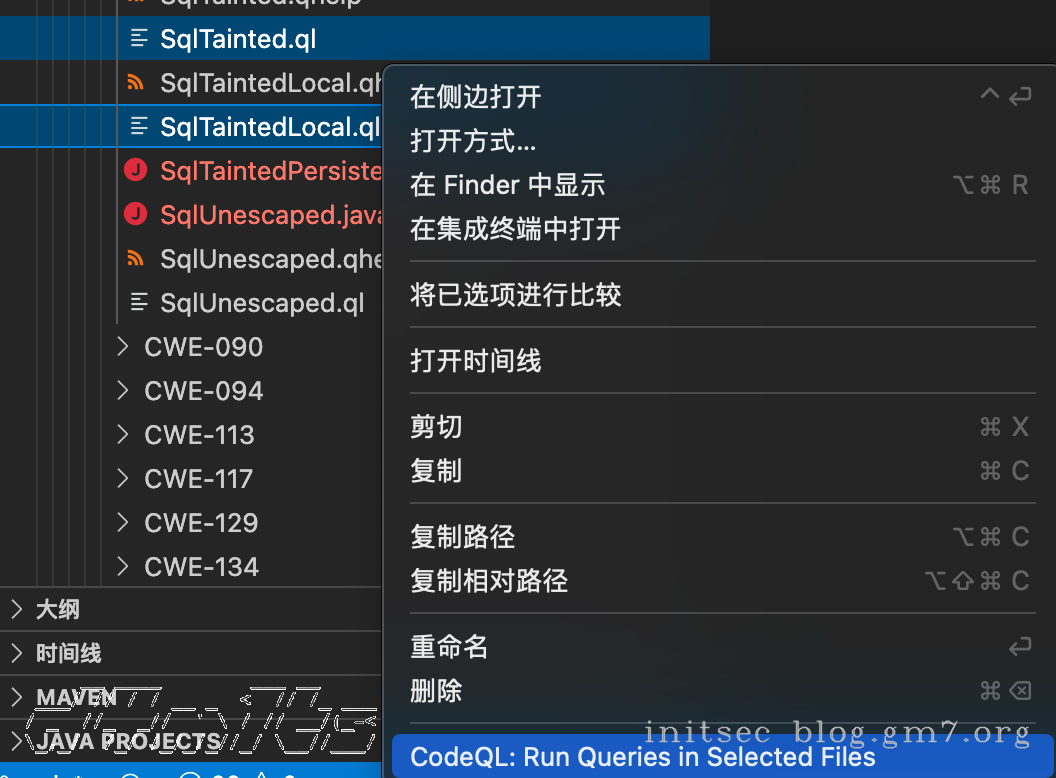 SqlTainted.qhelp
SqlTainted.ql
SqlTaintedLocal.qh
SqlTaintedLocal.ql
SqlTaintedPersiste
SqlUnescaped.java
SqlUnescaped.qhe
SqlUnescaped.ql
CWE-090
CWE-094
CWE-113
CWE-117
CWE-129
CWE-134
大纲
时间线
MAVEN
JAVA PROJECTS
在侧边打开 ^ ⏎
打开方式...
在 Finder 中显示 ⌥⌘ R
在集成终端中打开
将已选项进行比较
打开时间线
剪切 ⌘ X
复制 ⌘ C
复制路径 ⌥⌘ C
复制相对路径 ⌥⇧⌘ C
重命名 ⏎
删除 ⌘ ⌫
CodeQL: Run Queries in Selected Files
initsec blog.gm7.org